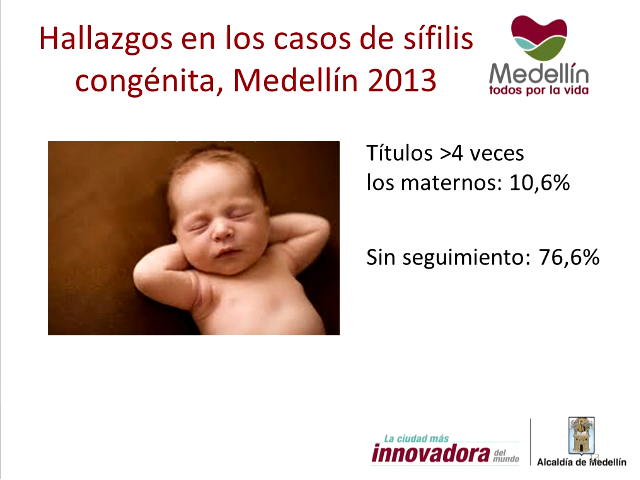 Hallazgos en los casos de sífilis
congénita, Medellín 2013
Medellín
todos por la vida
Títulos >4 veces
los maternos: 10,6%
Sin seguimiento: 76,6%
La ciudad más
innovadora del
mundo
Alcaldía de Medellín